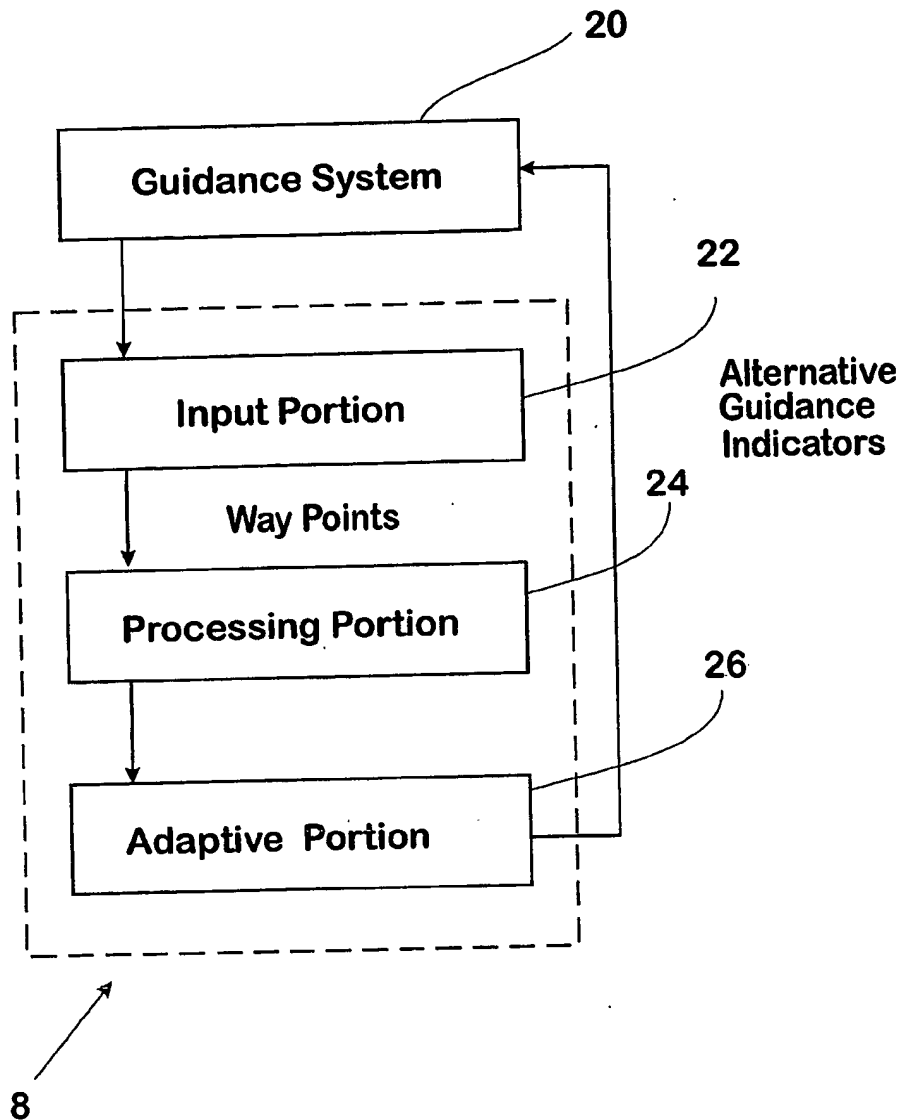 20
Guidance System
22
Input Portion
Alternative
Guidance
Indicators
24
Way Points
Processing Portion
26
Adaptive Portion
8